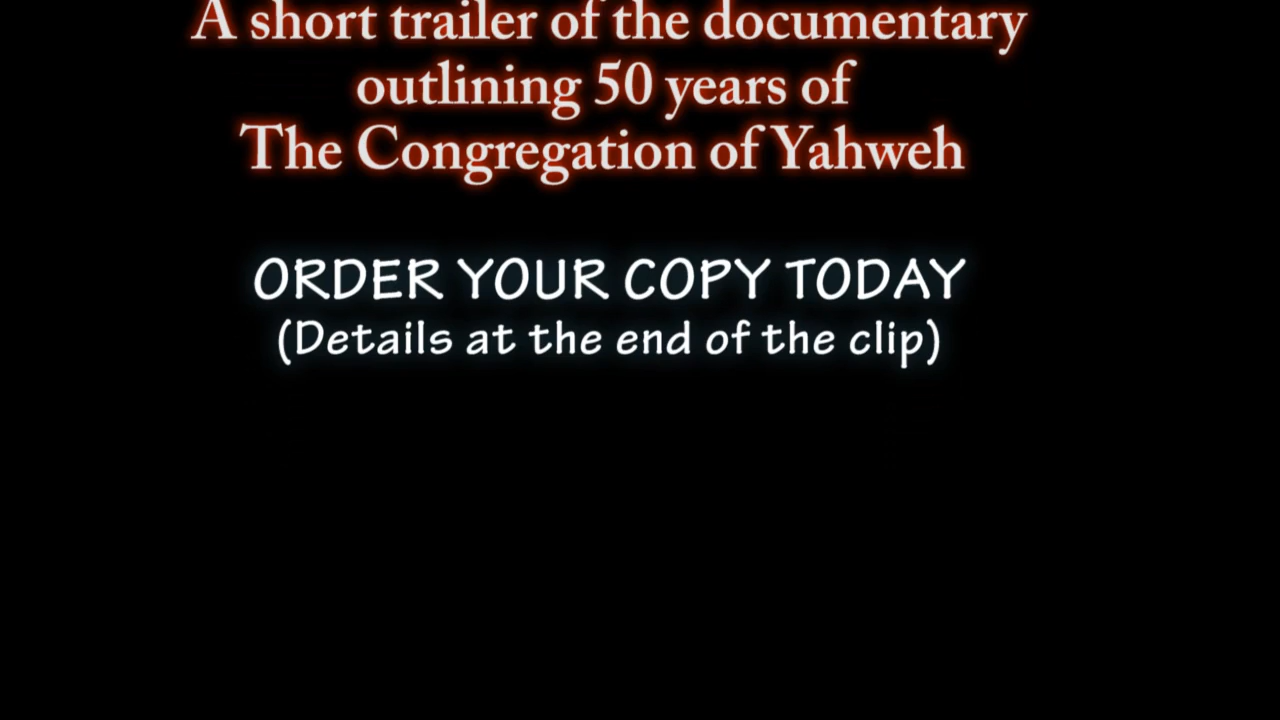 A short trailer of the documentary
outlining 50 years of
The Congregation of Yahweh
ORDER YOUR COPY TODAY
(Details at the end of the clip)